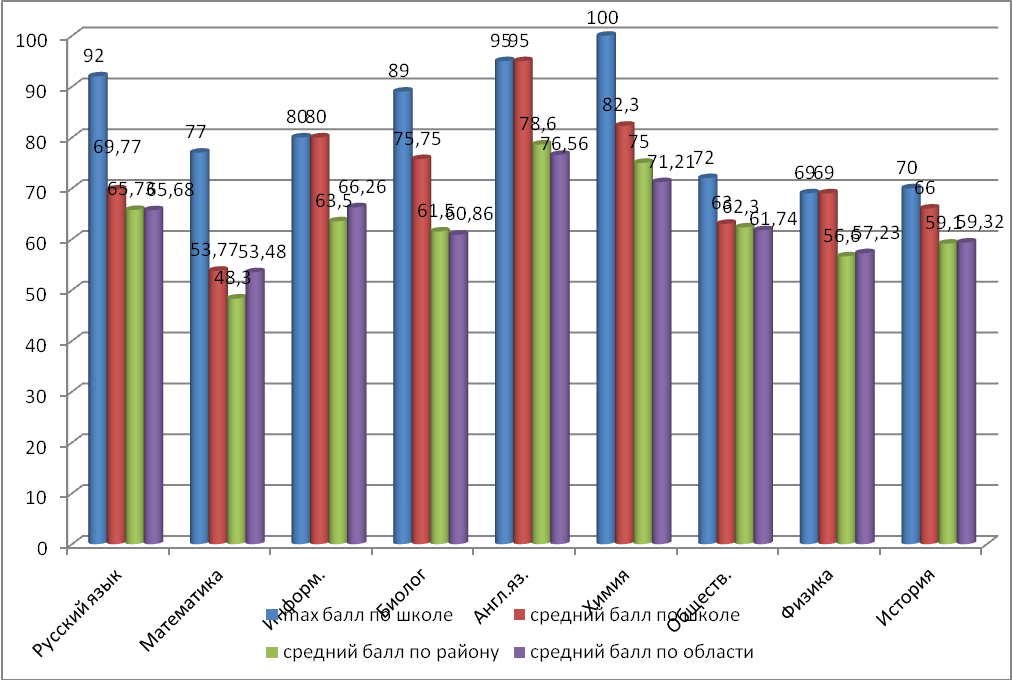 100
90
80
70
60
50
40
30
20
10
0
92 69,77 65,73 65,68
77 53,77 48,3 53,48
80 80 63,5 66,26
89 75,75 61,5 60,86
95 95 78,6 76,56
100 82,3 75 71,21
72 63 62,3 61,74
69 69 56,6 57,23
70 66 59,1 59,32
Русский язык
Математика
Информ.
Биолог
Англ.яз.
Химия
Обществ.
Физика
История
max балл по школе
средний балл по школе
средний балл по району
средний балл по области